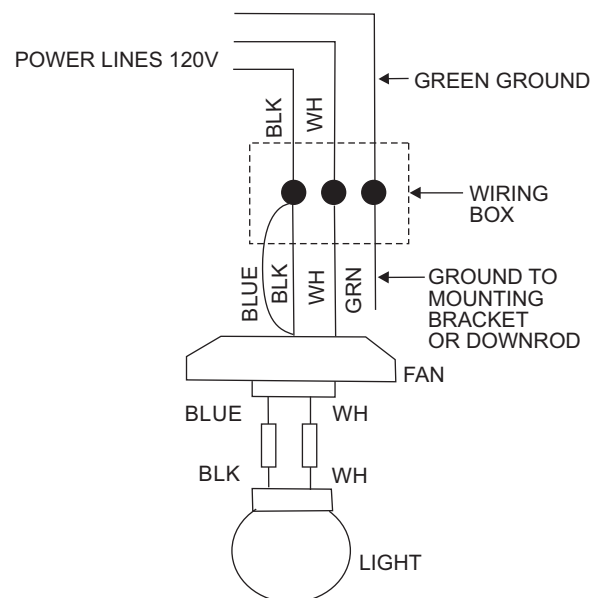 POWER LINES 120V
GREEN GROUND
BLK
WH
WIRING
BOX
BLUE
BLK
WH
GRN
GROUND TO
MOUNTING
BRACKET
OR DOWNROD
FAN
BLUE
WH
BLK
WH
LIGHT